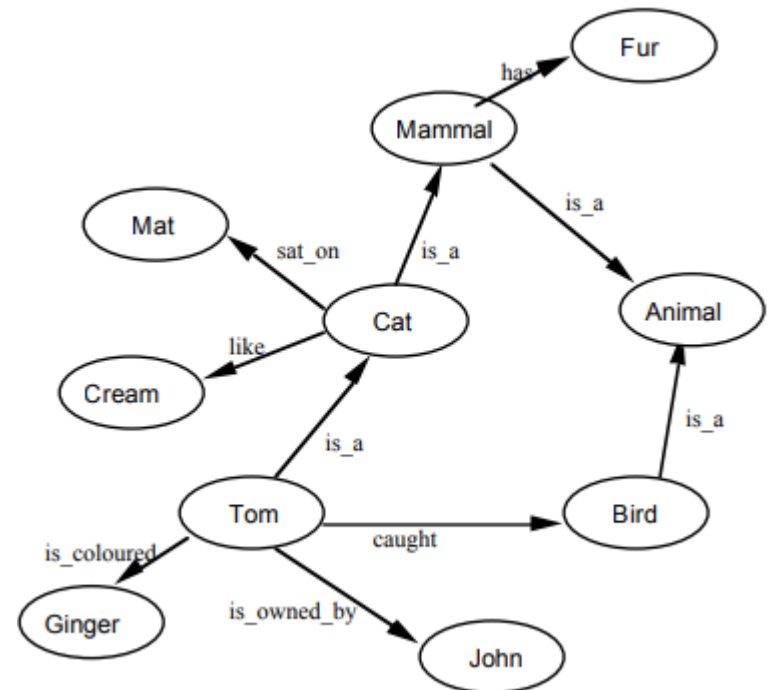 Fur
has
Mammal
is_a
Mat
sat_on
is_a
Animal
Cat
like
Cream
is_a
is_a
Tom
Bird
caught
is_coloured
Ginger
is_owned_by
John